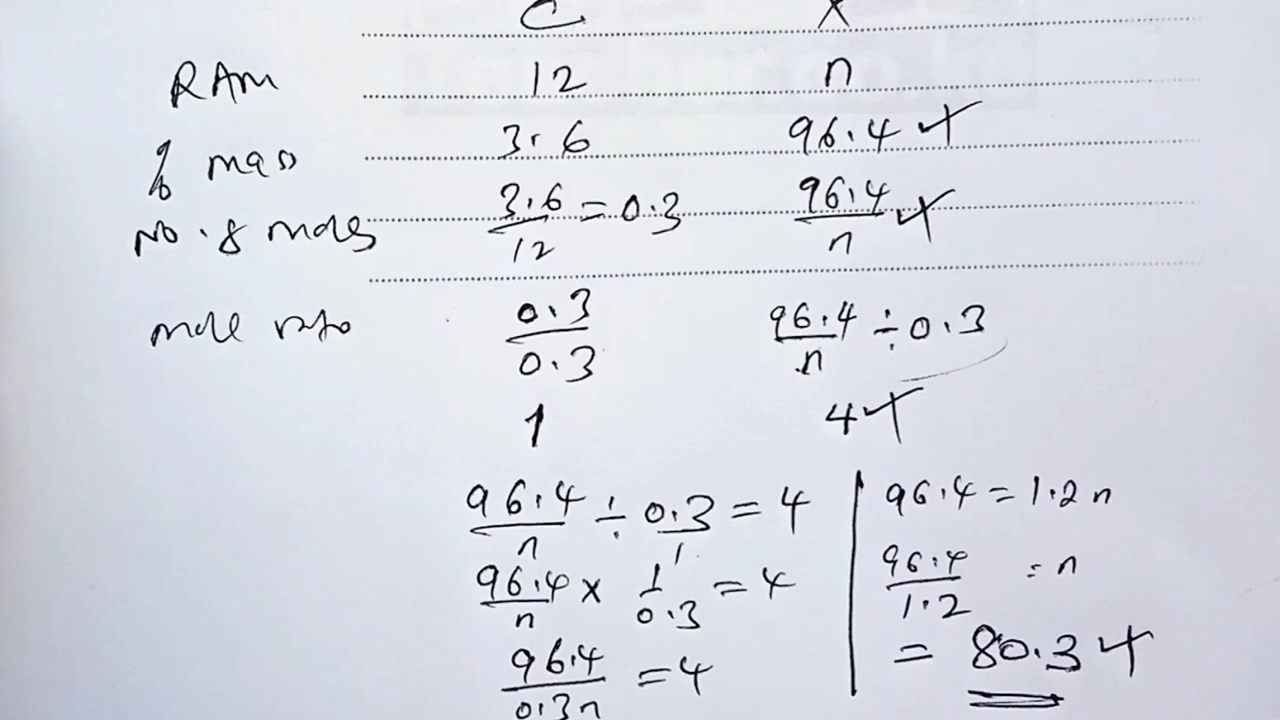 C X
RAM 12 n
% mass 3.6 96.4 ✓
No. of moles 3.6/12 = 0.3 96.4/n ✓
mole ratio 0.3/0.3 96.4/n ÷ 0.3
1 4 ✓
96.4/n ÷ 0.3/1 = 4
96.4/n × 1/0.3 = 4
96.4/0.3n = 4
96.4 = 1.2n
96.4/1.2 = n
= 80.3 ✓